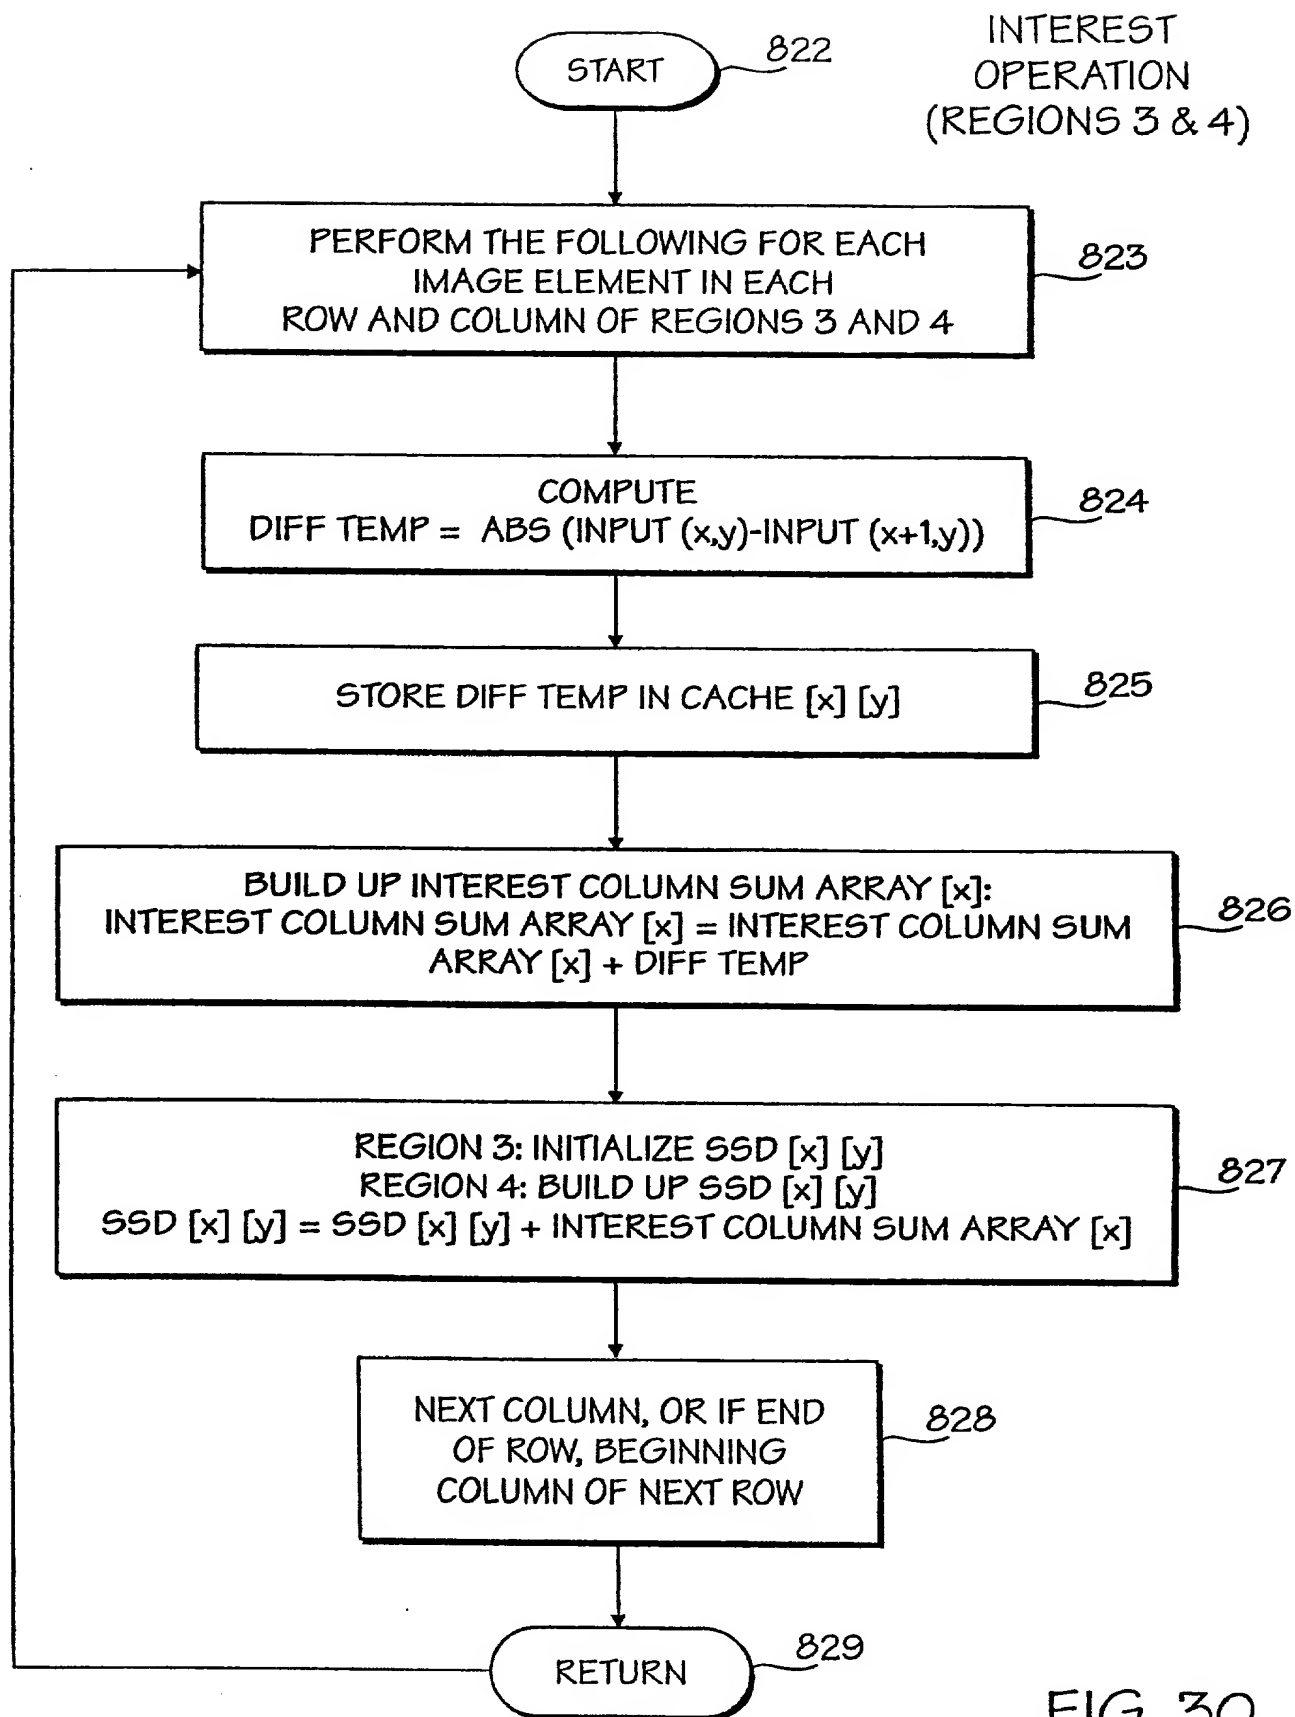 INTEREST
OPERATION
(REGIONS 3 & 4)
START
822
PERFORM THE FOLLOWING FOR EACH
IMAGE ELEMENT IN EACH
ROW AND COLUMN OF REGIONS 3 AND 4
823
COMPUTE
DIFF TEMP = ABS (INPUT (x,y)-INPUT (x+1,y))
824
STORE DIFF TEMP IN CACHE [x] [y]
825
BUILD UP INTEREST COLUMN SUM ARRAY [x]:
INTEREST COLUMN SUM ARRAY [x] = INTEREST COLUMN SUM
ARRAY [x] + DIFF TEMP
826
REGION 3: INITIALIZE SSD [x] [y]
REGION 4: BUILD UP SSD [x] [y]
SSD [x] [y] = SSD [x] [y] + INTEREST COLUMN SUM ARRAY [x]
827
NEXT COLUMN, OR IF END
OF ROW, BEGINNING
COLUMN OF NEXT ROW
828
RETURN
829
FIG. 30